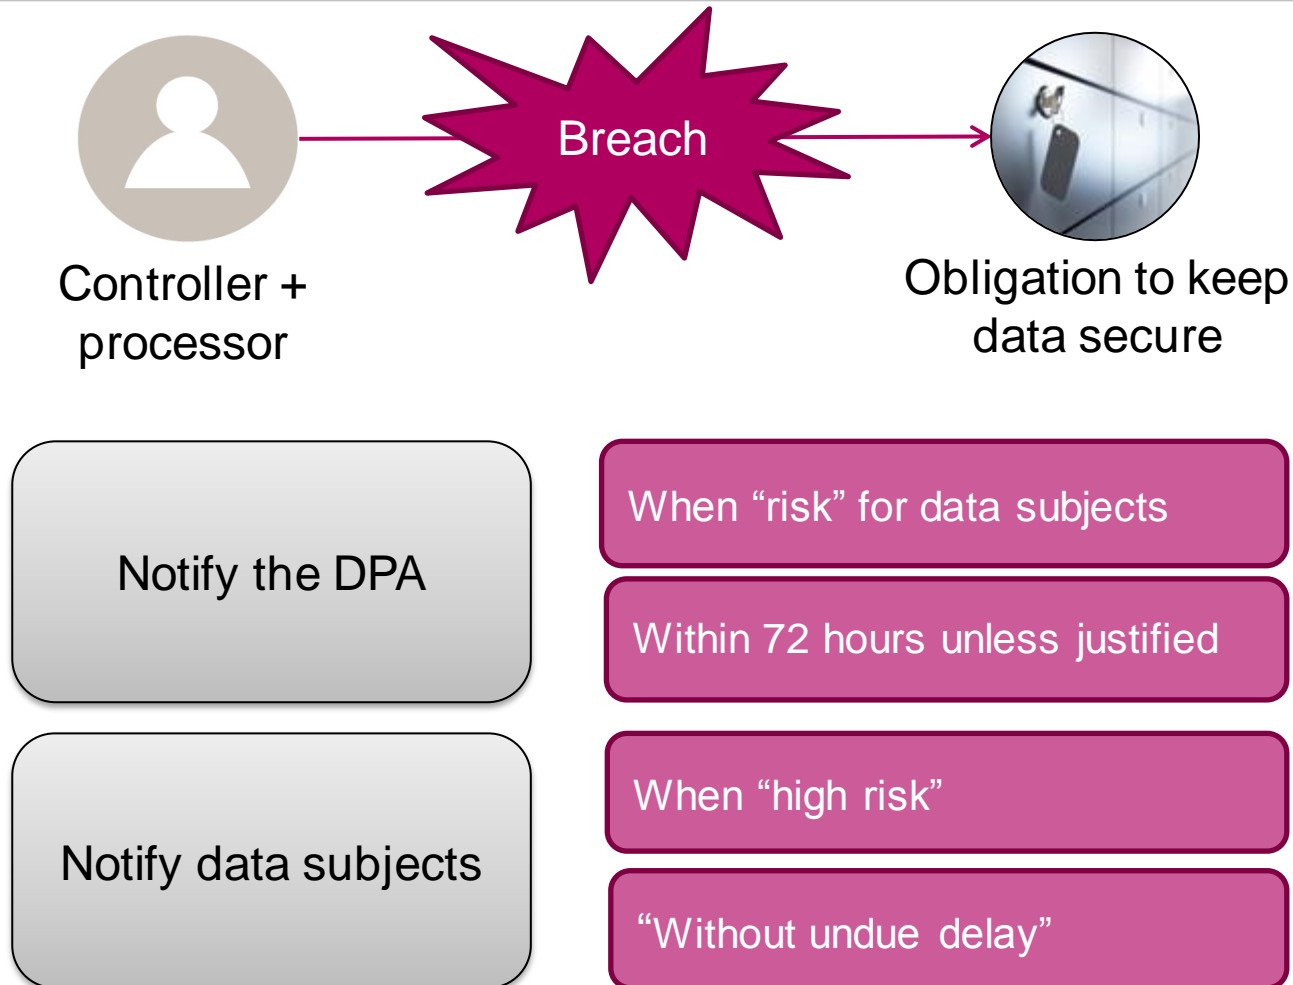 Breach
Controller +
processor
Obligation to keep
data secure
Notify the DPA
When “risk” for data subjects
Within 72 hours unless justified
Notify data subjects
When “high risk”
“Without undue delay”